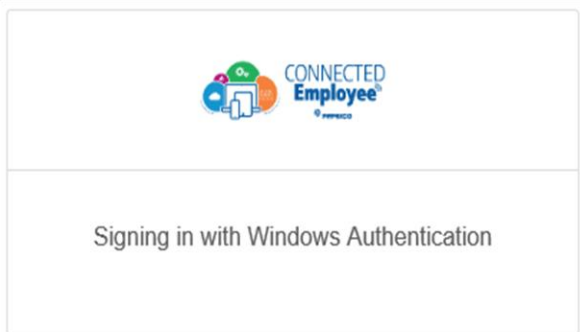 CONNECTED
Employee
PEPSICO
Signing in with Windows Authentication